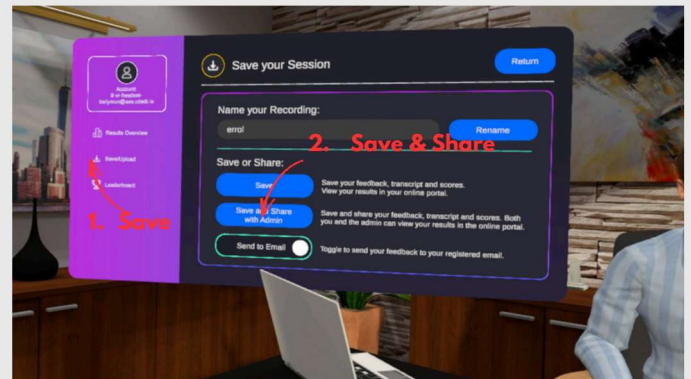 Save your Session
Return
Account
Name your Recording:
errol
Rename
2. Save & Share
Results Overview
Save/Upload
Leaderboard
1. Save
Save or Share:
Save
Save your feedback, transcript and scores.
View your results in your online portal.
Save and Share
with Admin
Save and share your feedback, transcript and scores. Both
you and the admin can view your results in the online portal.
Send to Email
Toggle to send your feedback to your registered email.